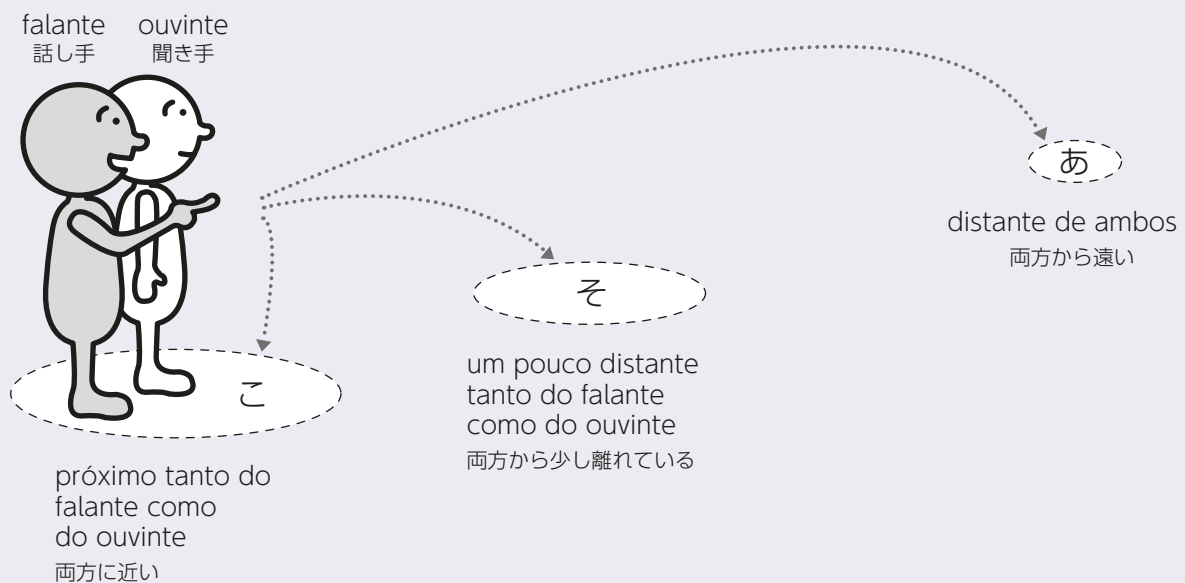 falante
話し手
ouvinte
聞き手
あ
distante de ambos
両方から遠い
そ
um pouco distante
tanto do falante
como do ouvinte
両方から少し離れている
こ
próximo tanto do
falante como
do ouvinte
両方に近い